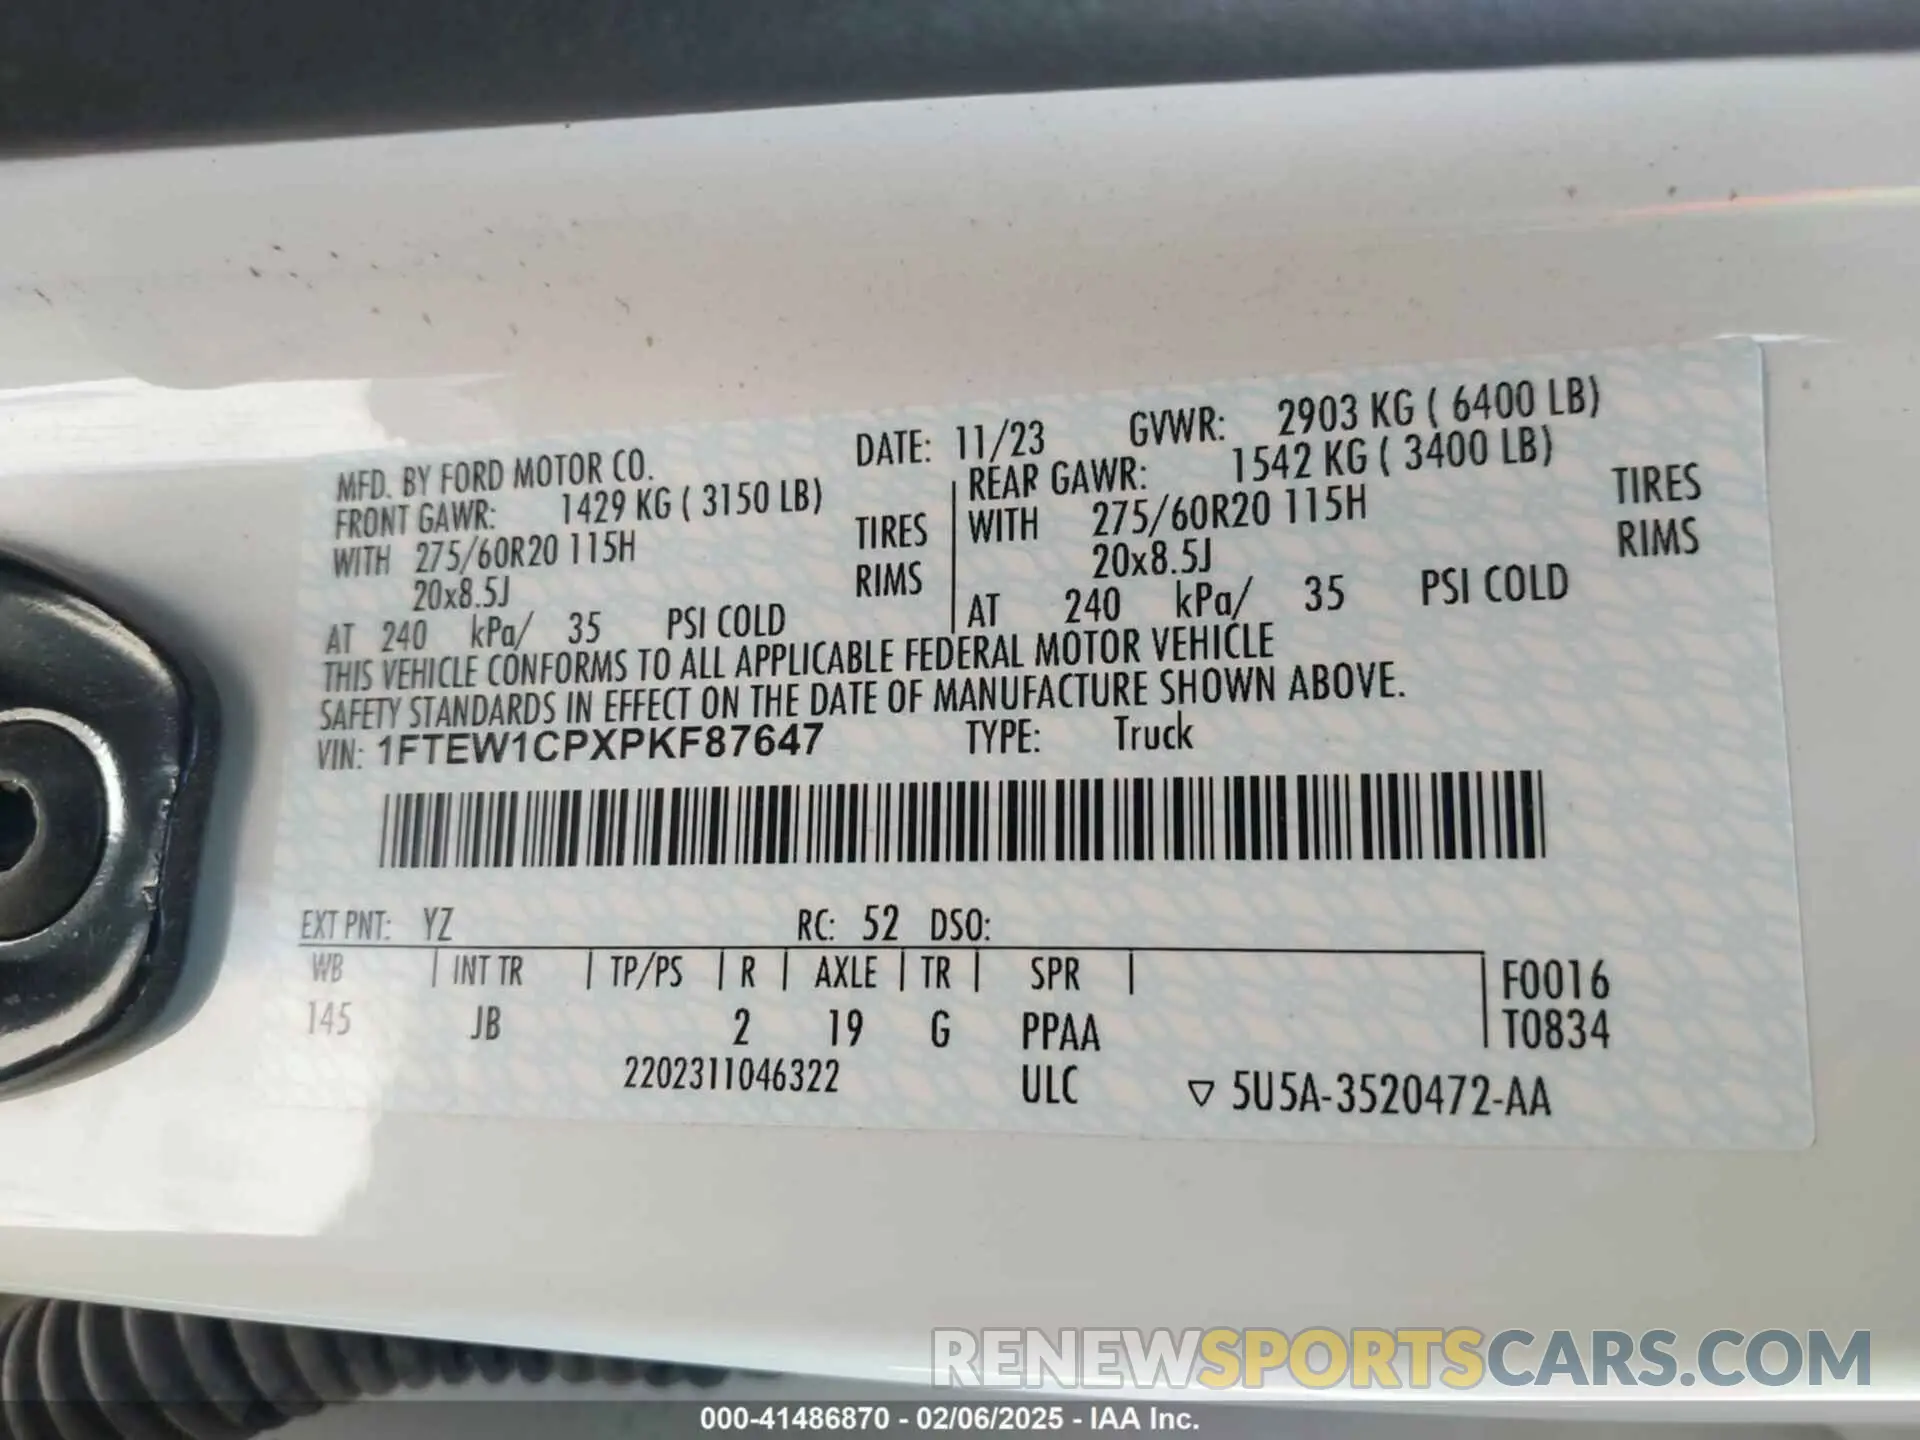 MFD. BY FORD MOTOR CO. DATE: 11/23 GVWR: 2903 KG ( 6400 LB)
FRONT GAWR: 1429 KG ( 3150 LB) REAR GAWR: 1542 KG ( 3400 LB)
WITH 275/60R20 115H TIRES WITH 275/60R20 115H TIRES
20x8.5J RIMS 20x8.5J RIMS
AT 240 kPa/ 35 PSI COLD AT 240 kPa/ 35 PSI COLD
THIS VEHICLE CONFORMS TO ALL APPLICABLE FEDERAL MOTOR VEHICLE
SAFETY STANDARDS IN EFFECT ON THE DATE OF MANUFACTURE SHOWN ABOVE.
VIN: 1FTEW1CPXPKF87647 TYPE: Truck
EXT PNT: YZ RC: 52 DSO:
WB INT TR TP/PS R AXLE TR SPR F0016
145 JB 2 19 G PPAA T0834
2202311046322 ULC ▽ 5U5A-3520472-AA
RENEWSPORTSCARS.COM
000-41486870 - 02/06/2025 - IAA Inc.